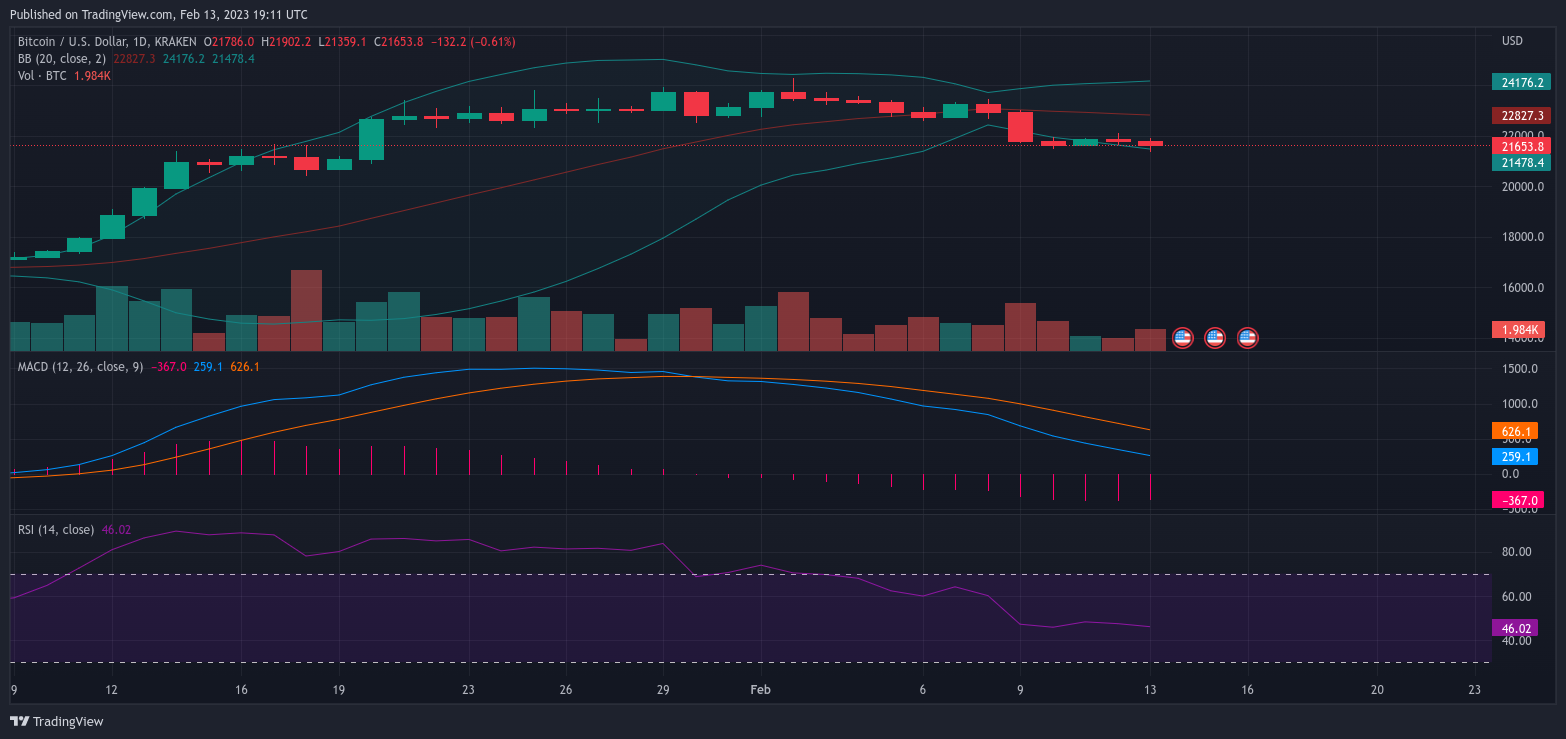 Published on TradingView.com, Feb 13, 2023 19:11 UTC
Bitcoin / U.S. Dollar, 1D, KRAKEN O21786.0 H21902.2 L21359.1 C21653.8 −132.2 (−0.61%)
USD
BB (20, close, 2) 22827.3 24176.2 21478.4
Vol · BTC 1.984K
24176.2
22827.3
22000.0
21653.8
21478.4
20000.0
18000.0
16000.0
1.984K
14000.0
MACD (12, 26, close, 9) −367.0 259.1 626.1
1500.0
1000.0
626.1
500.0
259.1
0.0
−367.0
−500.0
RSI (14, close) 46.02
80.00
60.00
46.02
40.00
9 12 16 19 23 26 29 Feb 6 9 13 16 20 23
TradingView